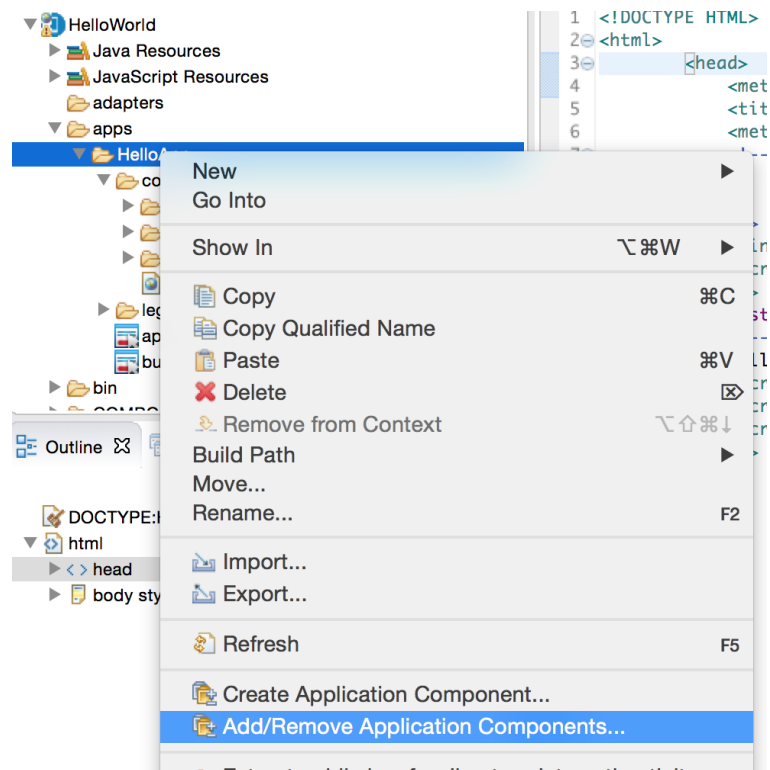 HelloWorld
Java Resources
JavaScript Resources
adapters
apps
bin
Outline
html
head
body
1 <!DOCTYPE HTML>
2 <html>
3 <head>
4
5
6
New
Go Into
Show In ⌥⌘W
Copy ⌘C
Copy Qualified Name
Paste ⌘V
Delete ⌦
Remove from Context ⌥⇧⌘↓
Build Path
Move...
Rename... F2
Import...
Export...
Refresh F5
Create Application Component...
Add/Remove Application Components...